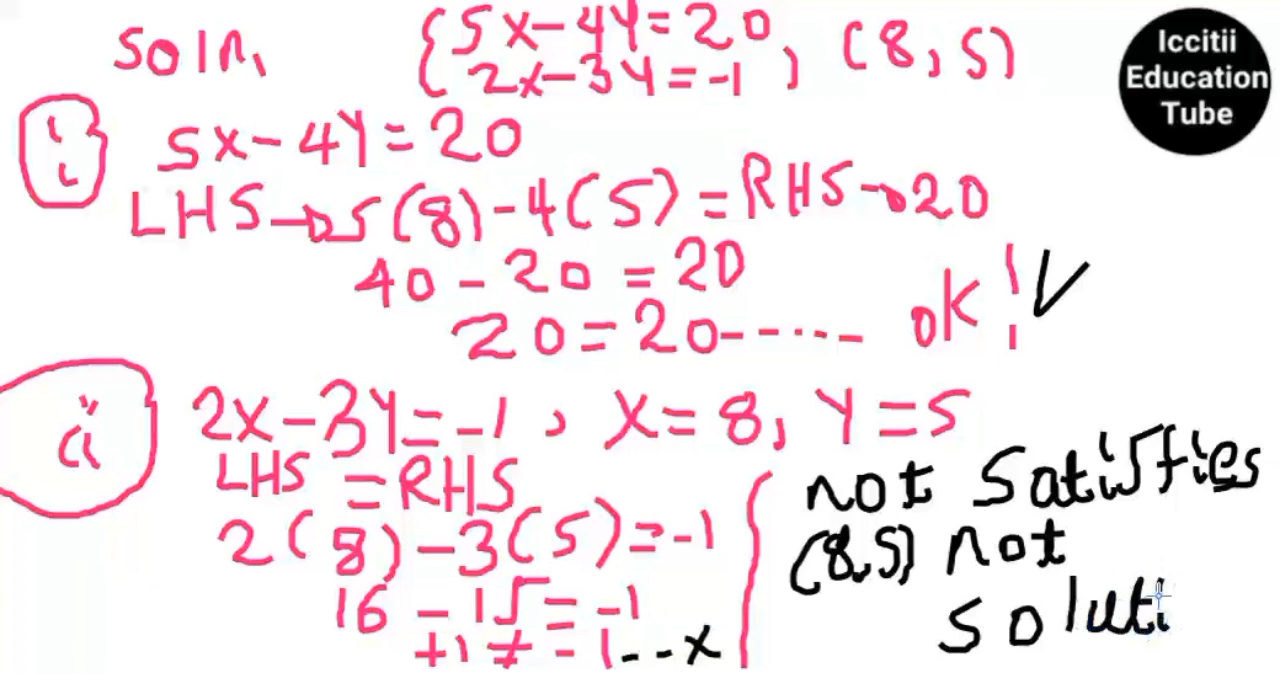 Soln,
{5x-4y=20
2x-3y=-1 , (8,5)
Iccitii
Education
Tube
i
5x-4y=20
LHS→5(8)-4(5)=RHS→20
40-20=20
20=20------ ok! ✓
ii
2x-3y=-1, x=8, y=5
LHS = RHS
2(8)-3(5)=-1
16-15=-1
+1≠-1---x
not satisfies
(8,5) not
soluti